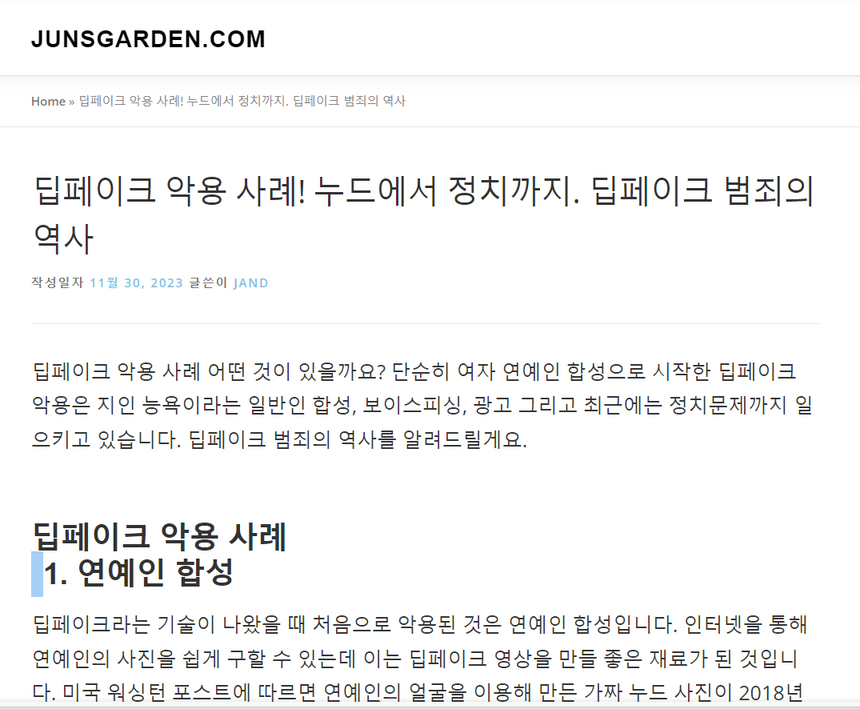 JUNSGARDEN.COM
Home » 딥페이크 악용 사례! 누드에서 정치까지. 딥페이크 범죄의 역사
딥페이크 악용 사례! 누드에서 정치까지. 딥페이크 범죄의
역사
작성일자 11월 30, 2023 글쓴이 JAND
딥페이크 악용 사례 어떤 것이 있을까요? 단순히 여자 연예인 합성으로 시작한 딥페이크
악용은 지인 능욕이라는 일반인 합성, 보이스피싱, 광고 그리고 최근에는 정치문제까지 일
으키고 있습니다. 딥페이크 범죄의 역사를 알려드릴게요.
딥페이크 악용 사례
1. 연예인 합성
딥페이크라는 기술이 나왔을 때 처음으로 악용된 것은 연예인 합성입니다. 인터넷을 통해
연예인의 사진을 쉽게 구할 수 있는데 이는 딥페이크 영상을 만들 좋은 재료가 된 것입니
다. 미국 워싱턴 포스트에 따르면 연예인의 얼굴을 이용해 만든 가짜 누드 사진이 2018년